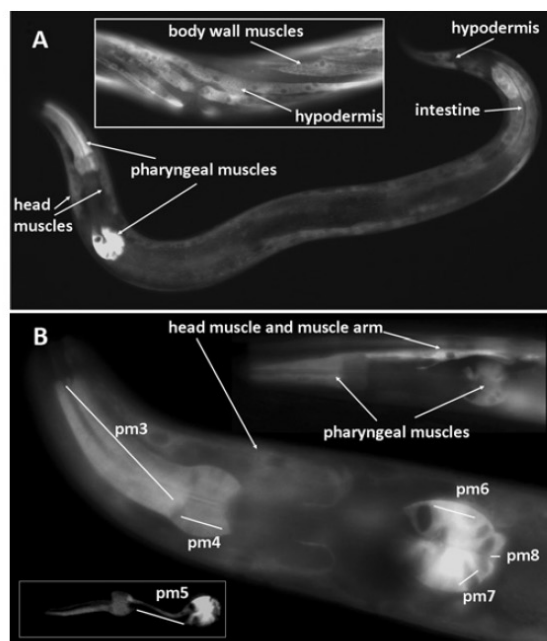 A
body wall muscles
hypodermis
hypodermis
intestine
pharyngeal muscles
head
muscles
B
head muscle and muscle arm
pharyngeal muscles
pm3
pm4
pm6
pm8
pm7
pm5